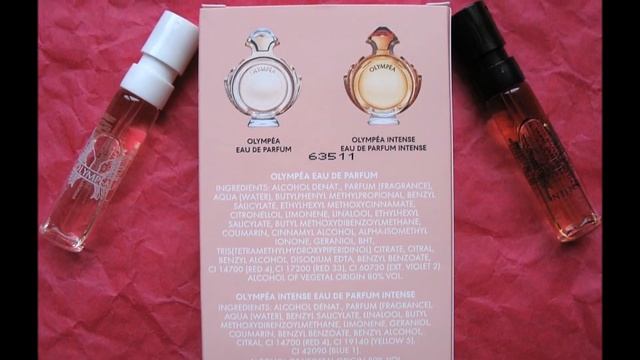 OLYMPÉA
OLYMPÉA
OLYMPÉA
EAU DE PARFUM
OLYMPÉA INTENSE
EAU DE PARFUM INTENSE
63511
OLYMPÉA EAU DE PARFUM
INGREDIENTS: ALCOHOL DENAT., PARFUM (FRAGRANCE),
AQUA (WATER), BUTYLPHENYL METHYLPROPIONAL, BENZYL
SALICYLATE, ETHYLHEXYL METHOXYCINNAMATE,
CITRONELLOL, LIMONENE, LINALOOL, ETHYLHEXYL
SALICYLATE, BUTYL METHOXYDIBENZOYLMETHANE,
COUMARIN, CINNAMYL ALCOHOL, ALPHA-ISOMETHYL
IONONE, GERANIOL, BHT,
TRIS(TETRAMETHYLHYDROXYPIPERIDINOL) CITRATE, CITRAL,
BENZYL ALCOHOL, DISODIUM EDTA, BENZYL BENZOATE,
CI 14700 (RED 4), CI 17200 (RED 33), CI 60730 (EXT. VIOLET 2)
ALCOHOL OF VEGETAL ORIGIN 80% VOL.
OLYMPÉA INTENSE EAU DE PARFUM INTENSE
INGREDIENTS: ALCOHOL DENAT., PARFUM (FRAGRANCE),
AQUA (WATER), BENZYL SALICYLATE, LINALOOL, BUTYL
METHOXYDIBENZOYLMETHANE, LIMONENE, GERANIOL,
COUMARIN, BENZYL BENZOATE, BENZYL ALCOHOL,
CITRAL, CI 14700 (RED 4), CI 19140 (YELLOW 5),
CI 42090 (BLUE 1).
OLYMPÉA